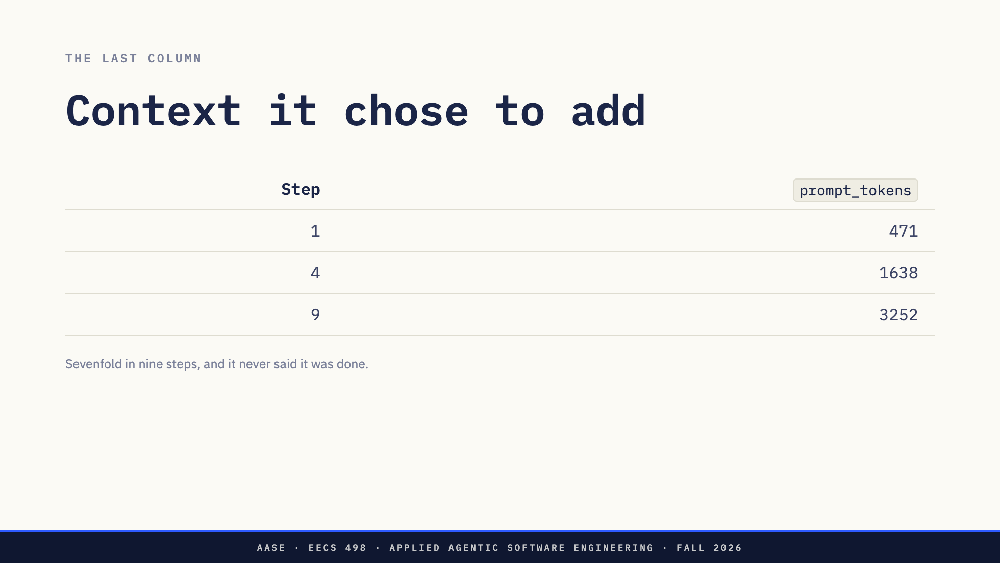 THE LAST COLUMN
Context it chose to add
Step prompt_tokens
1 471
4 1638
9 3252
Sevenfold in nine steps, and it never said it was done.
AASE · EECS 498 · APPLIED AGENTIC SOFTWARE ENGINEERING · FALL 2026